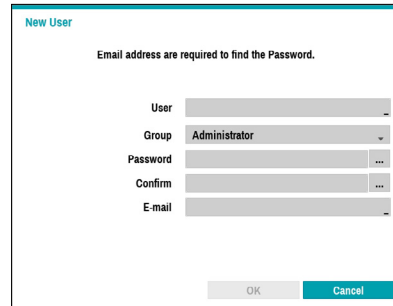 New User
Email address are required to find the Password.
User
Group Administrator
Password ...
Confirm ...
E-mail
OK Cancel